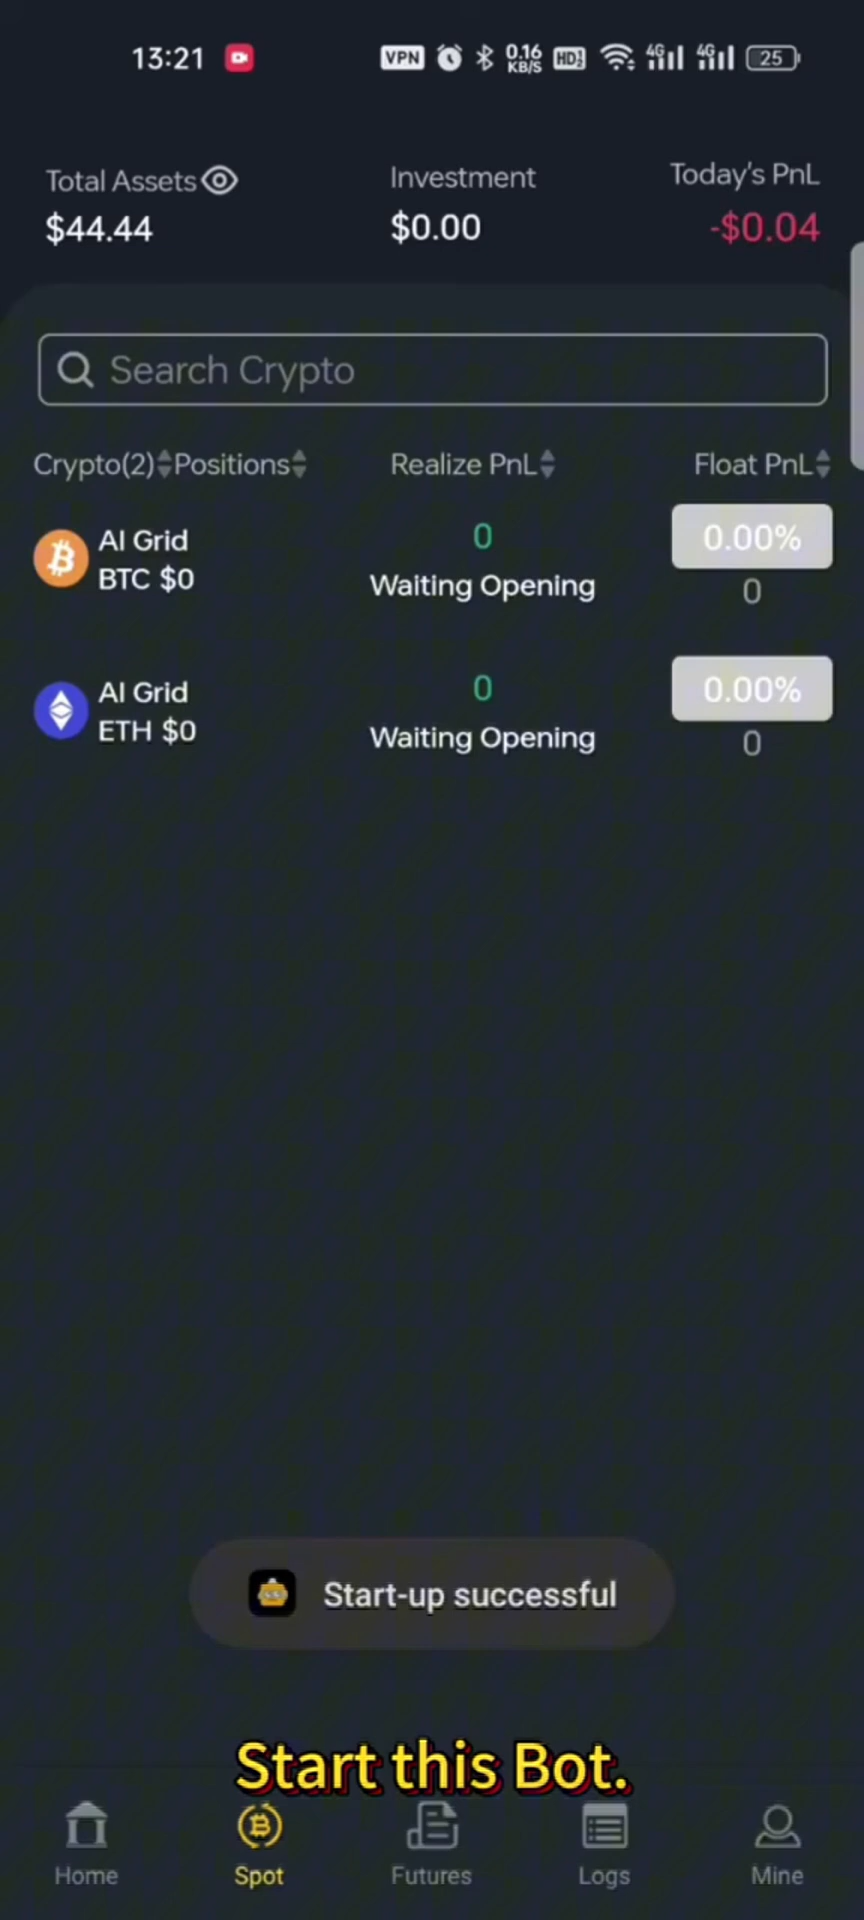 13:21 VPN 0.16 KB/S HD 4G 4G 25
Total Assets Investment Today's PnL
$44.44 $0.00 -$0.04
Search Crypto
Crypto(2) Positions Realize PnL Float PnL
AI Grid 0 0.00%
BTC $0 Waiting Opening 0
AI Grid 0 0.00%
ETH $0 Waiting Opening 0
Start-up successful
Start this Bot.
Home Spot Futures Logs Mine